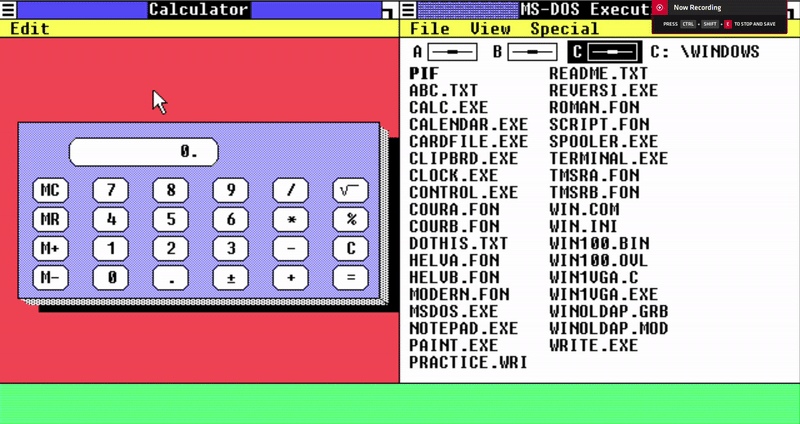 Calculator
MS-DOS Execut
Now Recording
PRESS CTRL + SHIFT + E TO STOP AND SAVE
Edit
File View Special
A B C C: \WINDOWS
0.
MC 7 8 9 / √
MR 4 5 6 * %
M+ 1 2 3 - C
M- 0 . ± + =
PIF README.TXT
ABC.TXT REVERSI.EXE
CALC.EXE ROMAN.FON
CALENDAR.EXE SCRIPT.FON
CARDFILE.EXE SPOOLER.EXE
CLIPBRD.EXE TERMINAL.EXE
CLOCK.EXE TMSRA.FON
CONTROL.EXE TMSRB.FON
COURA.FON WIN.COM
COURB.FON WIN.INI
DOTHIS.TXT WIN100.BIN
HELVA.FON WIN100.OVL
HELVB.FON WIN1VGA.C
MODERN.FON WIN1VGA.EXE
MSDOS.EXE WINOLDAP.GRB
NOTEPAD.EXE WINOLDAP.MOD
PAINT.EXE WRITE.EXE
PRACTICE.WRI